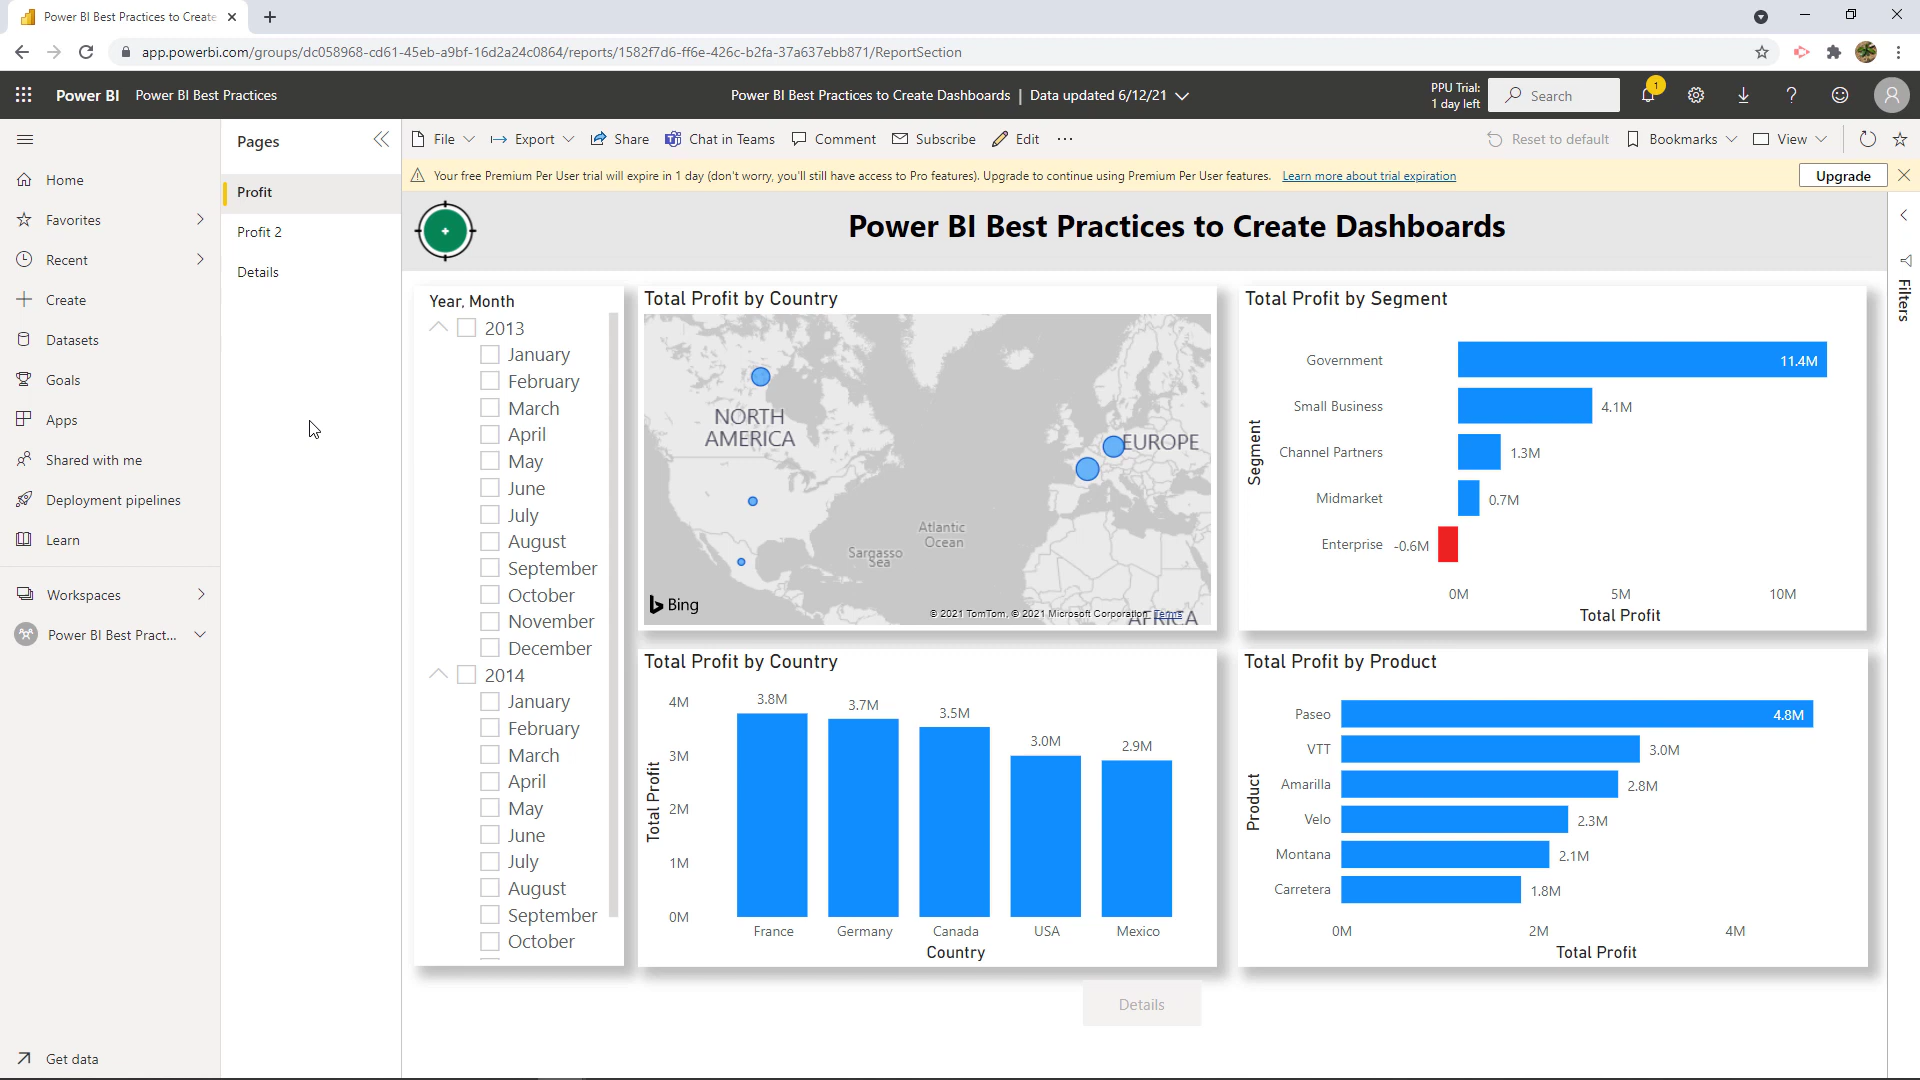 Power BI Best Practices to Create
app.powerbi.com/groups/dc058968-cd61-45eb-a9bf-16d2a24c0864/reports/1582f7d6-ff6e-426c-b2fa-37a637ebb871/ReportSection
Power BI Power BI Best Practices
Power BI Best Practices to Create Dashboards | Data updated 6/12/21
PPU Trial:
1 day left
Search
1
A
Home
Favorites
Recent
Create
Datasets
Goals
Apps
Shared with me
Deployment pipelines
Learn
Workspaces
Power BI Best Pract...
Get data
Pages
Profit
Profit 2
Details
File Export Share Chat in Teams Comment Subscribe Edit ...
Reset to default Bookmarks View
Your free Premium Per User trial will expire in 1 day (don't worry, you'll still have access to Pro features). Upgrade to continue using Premium Per User features. Learn more about trial expiration
Upgrade
Power BI Best Practices to Create Dashboards
Filters
Year, Month
2013
January
February
March
April
May
June
July
August
September
October
November
December
2014
January
February
March
April
May
June
July
August
September
October
Total Profit by Country
NORTH
AMERICA
EUROPE
Atlantic
Ocean
Sargasso
Sea
AFRICA
Bing
© 2021 TomTom, © 2021 Microsoft Corporation Terms
Total Profit by Segment
Segment
Government 11.4M
Small Business 4.1M
Channel Partners 1.3M
Midmarket 0.7M
Enterprise -0.6M
0M 5M 10M
Total Profit
Total Profit by Country
Total Profit
4M
3M
2M
1M
0M
3.8M 3.7M 3.5M 3.0M 2.9M
France Germany Canada USA Mexico
Country
Total Profit by Product
Product
Paseo 4.8M
VTT 3.0M
Amarilla 2.8M
Velo 2.3M
Montana 2.1M
Carretera 1.8M
0M 2M 4M
Total Profit
Details